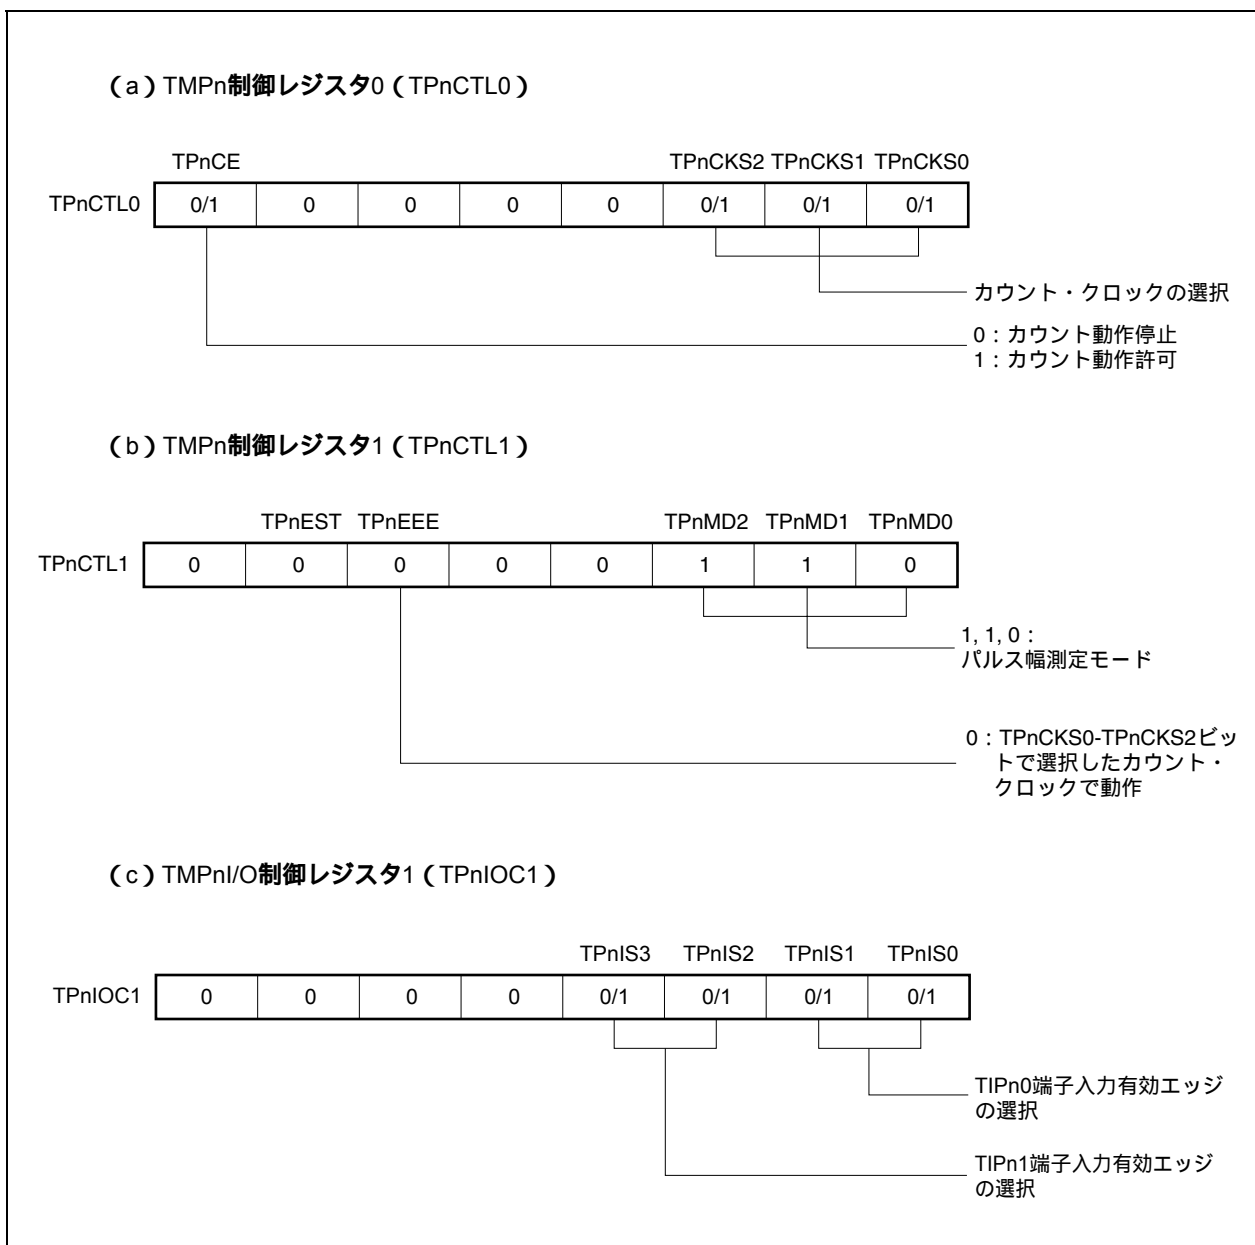 （a）TMPn制御レジスタ0（TPnCTL0）
TPnCE TPnCKS2 TPnCKS1 TPnCKS0
TPnCTL0 0/1 0 0 0 0 0/1 0/1 0/1
カウント・クロックの選択
0：カウント動作停止
1：カウント動作許可
（b）TMPn制御レジスタ1（TPnCTL1）
TPnEST TPnEEE TPnMD2 TPnMD1 TPnMD0
TPnCTL1 0 0 0 0 0 1 1 0
1, 1, 0：
パルス幅測定モード
0：TPnCKS0-TPnCKS2ビッ
トで選択したカウント・
クロックで動作
（c）TMPnI/O制御レジスタ1（TPnIOC1）
TPnIS3 TPnIS2 TPnIS1 TPnIS0
TPnIOC1 0 0 0 0 0/1 0/1 0/1 0/1
TIPn0端子入力有効エッジ
の選択
TIPn1端子入力有効エッジ
の選択